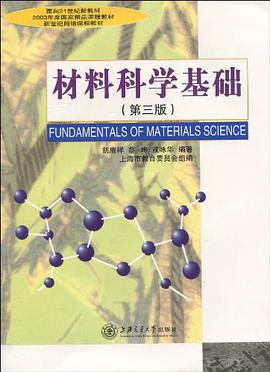 面向21世纪新教材
2003年度国家精品课程教材
新世纪网络课程教材
材料科学基础
(第三版)
FUNDAMENTALS OF MATERIALS SCIENCE
胡赓祥 蔡珣 戎咏华 编著
上海市教育委员会组编
上海交通大学出版社